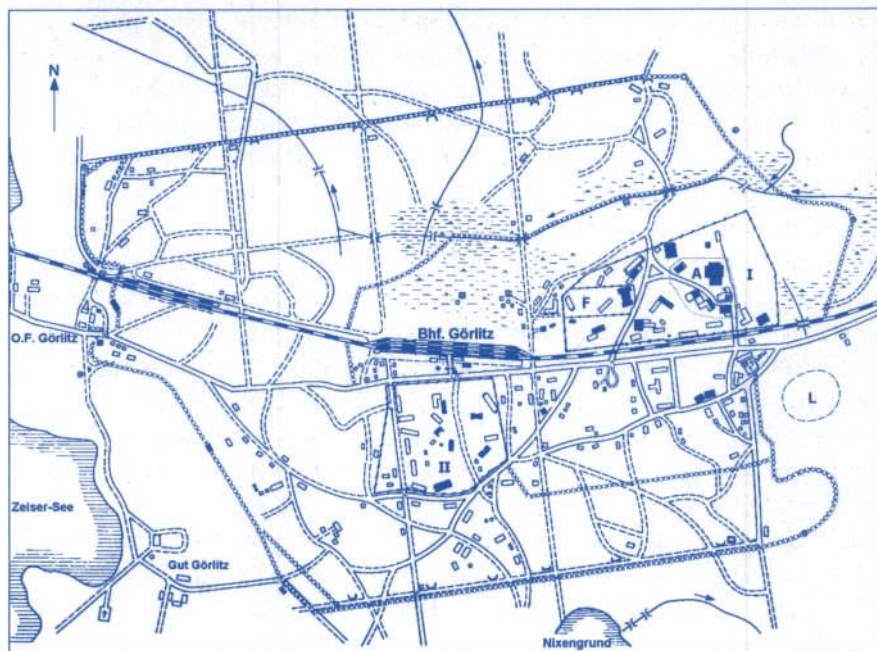 N
A
I
F
Bhf. Görlitz
O.F. Görlitz
L
II
Zeiser-See
Gut Görlitz
Nixengrund